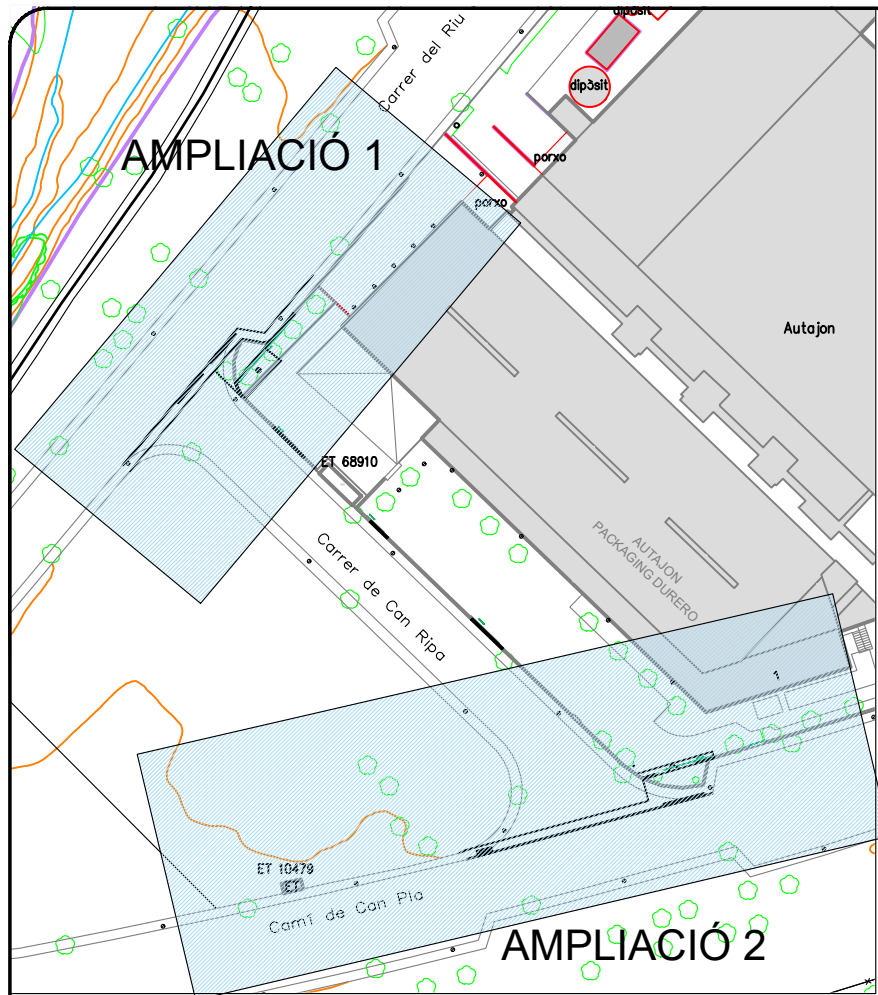 dipòsit
Carrer del Riu
dipòsit
AMPLIACIÓ 1
porxo
porxo
Autajon
ET 68910
AUTAJON
PACKAGING DURERO
Carrer de Can Ripa
ET 10479
ET
Camí de Can Pla
AMPLIACIÓ 2